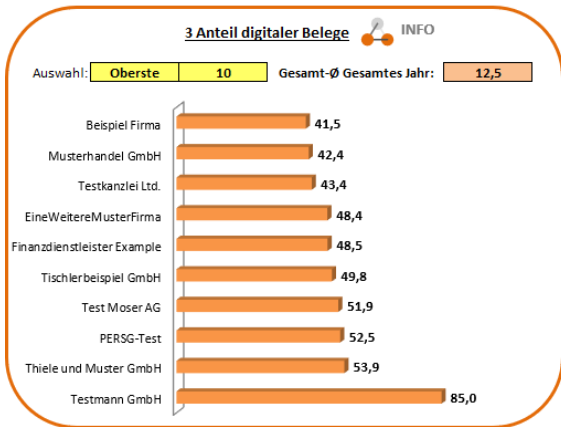 3 Anteil digitaler Belege INFO
Auswahl: Oberste 10 Gesamt-Ø Gesamtes Jahr: 12,5
Beispiel Firma 41,5
Musterhandel GmbH 42,4
Testkanzlei Ltd. 43,4
EineWeitereMusterFirma 48,4
Finanzdienstleister Example 48,5
Tischlerbeispiel GmbH 49,8
Test Moser AG 51,9
PERSG-Test 52,5
Thiele und Muster GmbH 53,9
Testmann GmbH 85,0